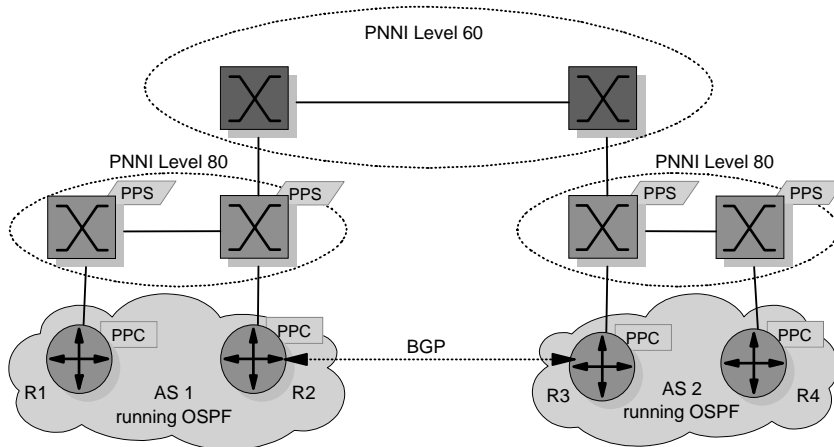 PNNI Level 60
PNNI Level 80
PNNI Level 80
PPS
PPS
PPS
PPS
PPC
PPC
PPC
PPC
BGP
R1
AS 1
running OSPF
R2
R3
AS 2
running OSPF
R4